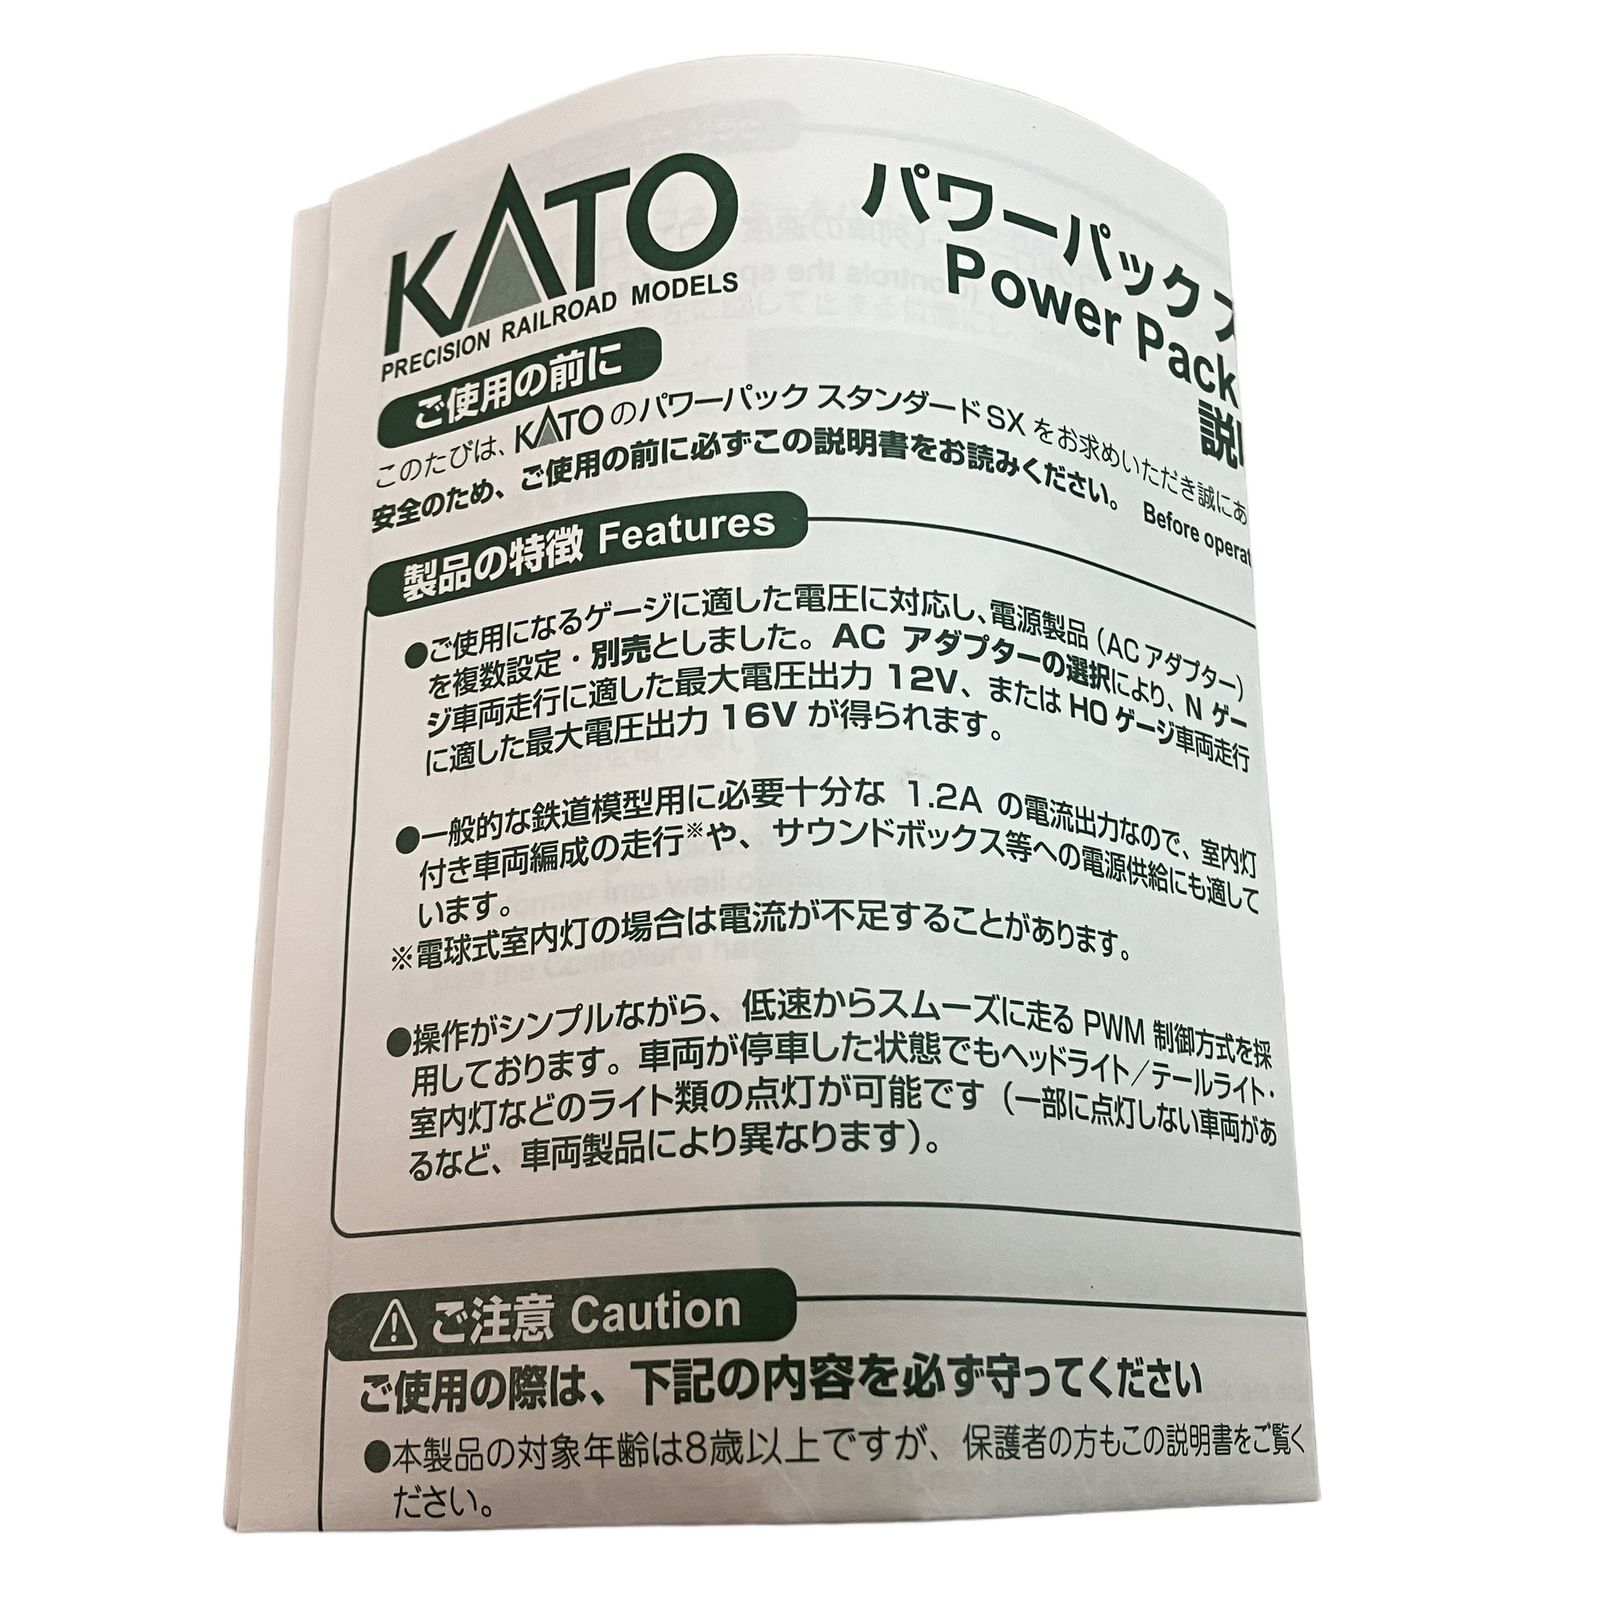 KATO
PRECISION RAILROAD MODELS
パワーパック
Power Pack
ご使用の前に
このたびは、KATOのパワーパック スタンダードSX をお求めいただき誠にあ
安全のため、ご使用の前に必ずこの説明書をお読みください。 Before
製品の特徴 Features
●ご使用になるゲージに適した電圧に対応し、電源製品（ACアダプター）
を複数設定・別売としました。AC アダプターの選択により、N ゲー
ジ車両走行に適した最大電圧出力 12V、または HO ゲージ車両走行
に適した最大電圧出力 16V が得られます。
●一般的な鉄道模型用に必要十分な 1.2A の電流出力なので、室内灯
付き車両編成の走行※や、サウンドボックス等への電源供給にも適して
います。
※電球式室内灯の場合は電流が不足することがあります。
●操作がシンプルながら、低速からスムーズに走る PWM 制御方式を採
用しております。車両が停車した状態でもヘッドライト／テールライト・
室内灯などのライト類の点灯が可能です（一部に点灯しない車両があ
るなど、車両製品により異なります）。
⚠ ご注意 Caution
ご使用の際は、下記の内容を必ず守ってください
●本製品の対象年齢は8歳以上ですが、保護者の方もこの説明書をご覧く
ださい。